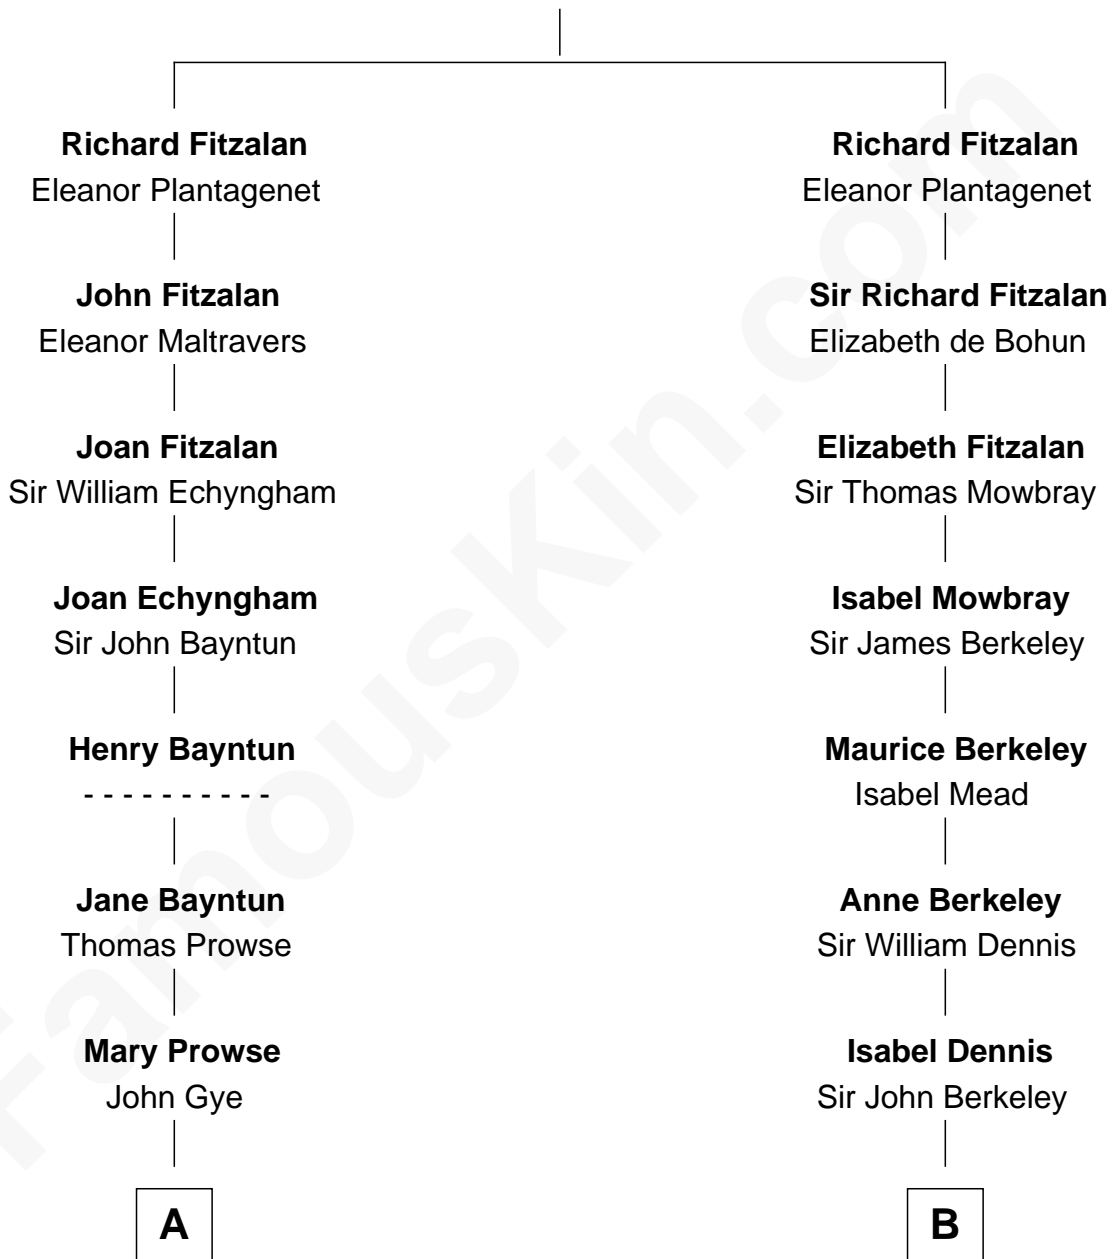 Richard Fitzalan
Eleanor Plantagenet
John Fitzalan
Eleanor Maltravers
Joan Fitzalan
Sir William Echyngham
Joan Echyngham
Sir John Bayntun
Henry Bayntun
- - - - - - - - - -
Jane Bayntun
Thomas Prowse
Mary Prowse
John Gye
A
Richard Fitzalan
Eleanor Plantagenet
Sir Richard Fitzalan
Elizabeth de Bohun
Elizabeth Fitzalan
Sir Thomas Mowbray
Isabel Mowbray
Sir James Berkeley
Maurice Berkeley
Isabel Mead
Anne Berkeley
Sir William Dennis
Isabel Dennis
Sir John Berkeley
B
FamousKin.com